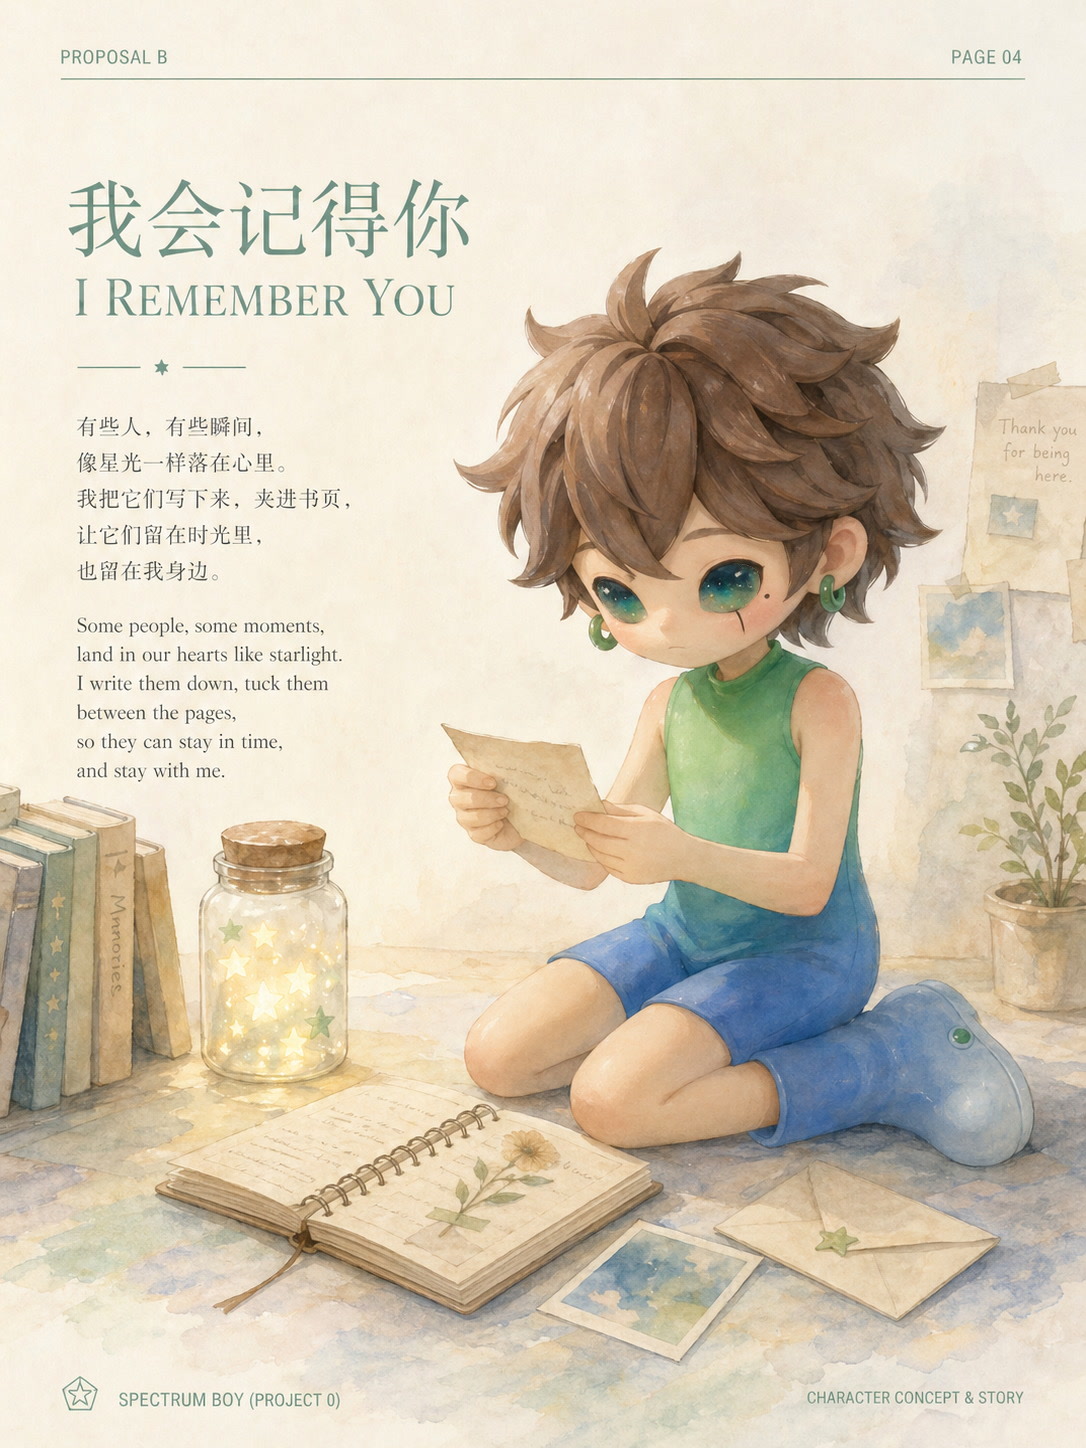 PROPOSAL B
PAGE 04
我会记得你
I REMEMBER YOU
有些人，有些瞬间，
像星光一样落在心里。
我把它们写下来，夹进书页，
让它们留在时光里，
也留在我身边。
Some people, some moments,
land in our hearts like starlight.
I write them down, tuck them
between the pages,
so they can stay in time,
and stay with me.
Thank you
for being
here.
SPECTRUM BOY (PROJECT 0)
CHARACTER CONCEPT & STORY